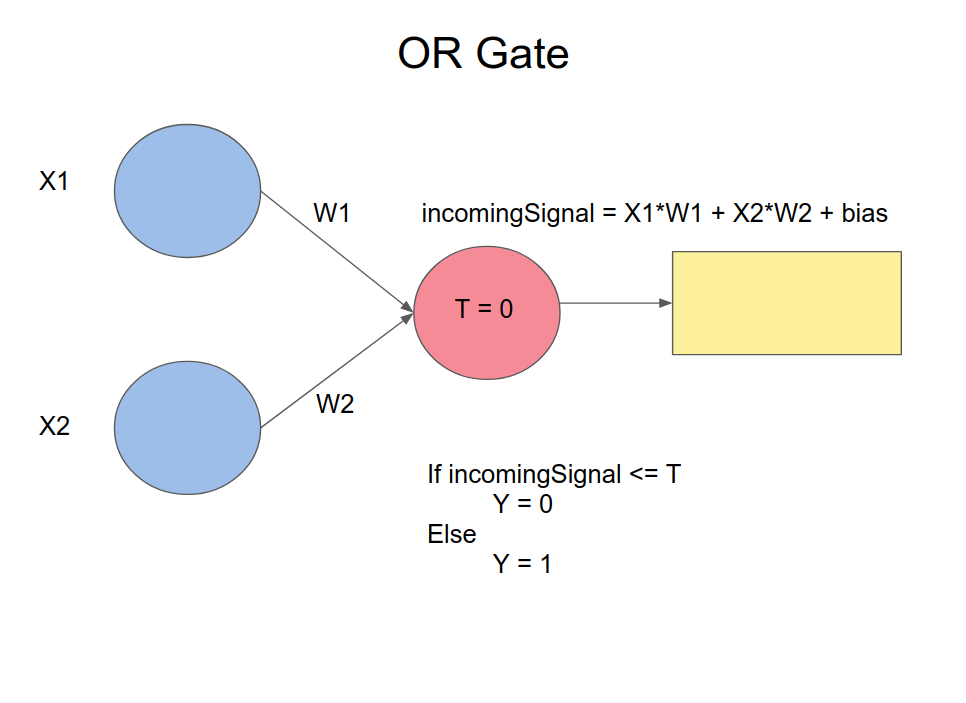 OR Gate
X1
W1
incomingSignal = X1*W1 + X2*W2 + bias
T = 0
W2
X2
If incomingSignal <= T
Y = 0
Else
Y = 1